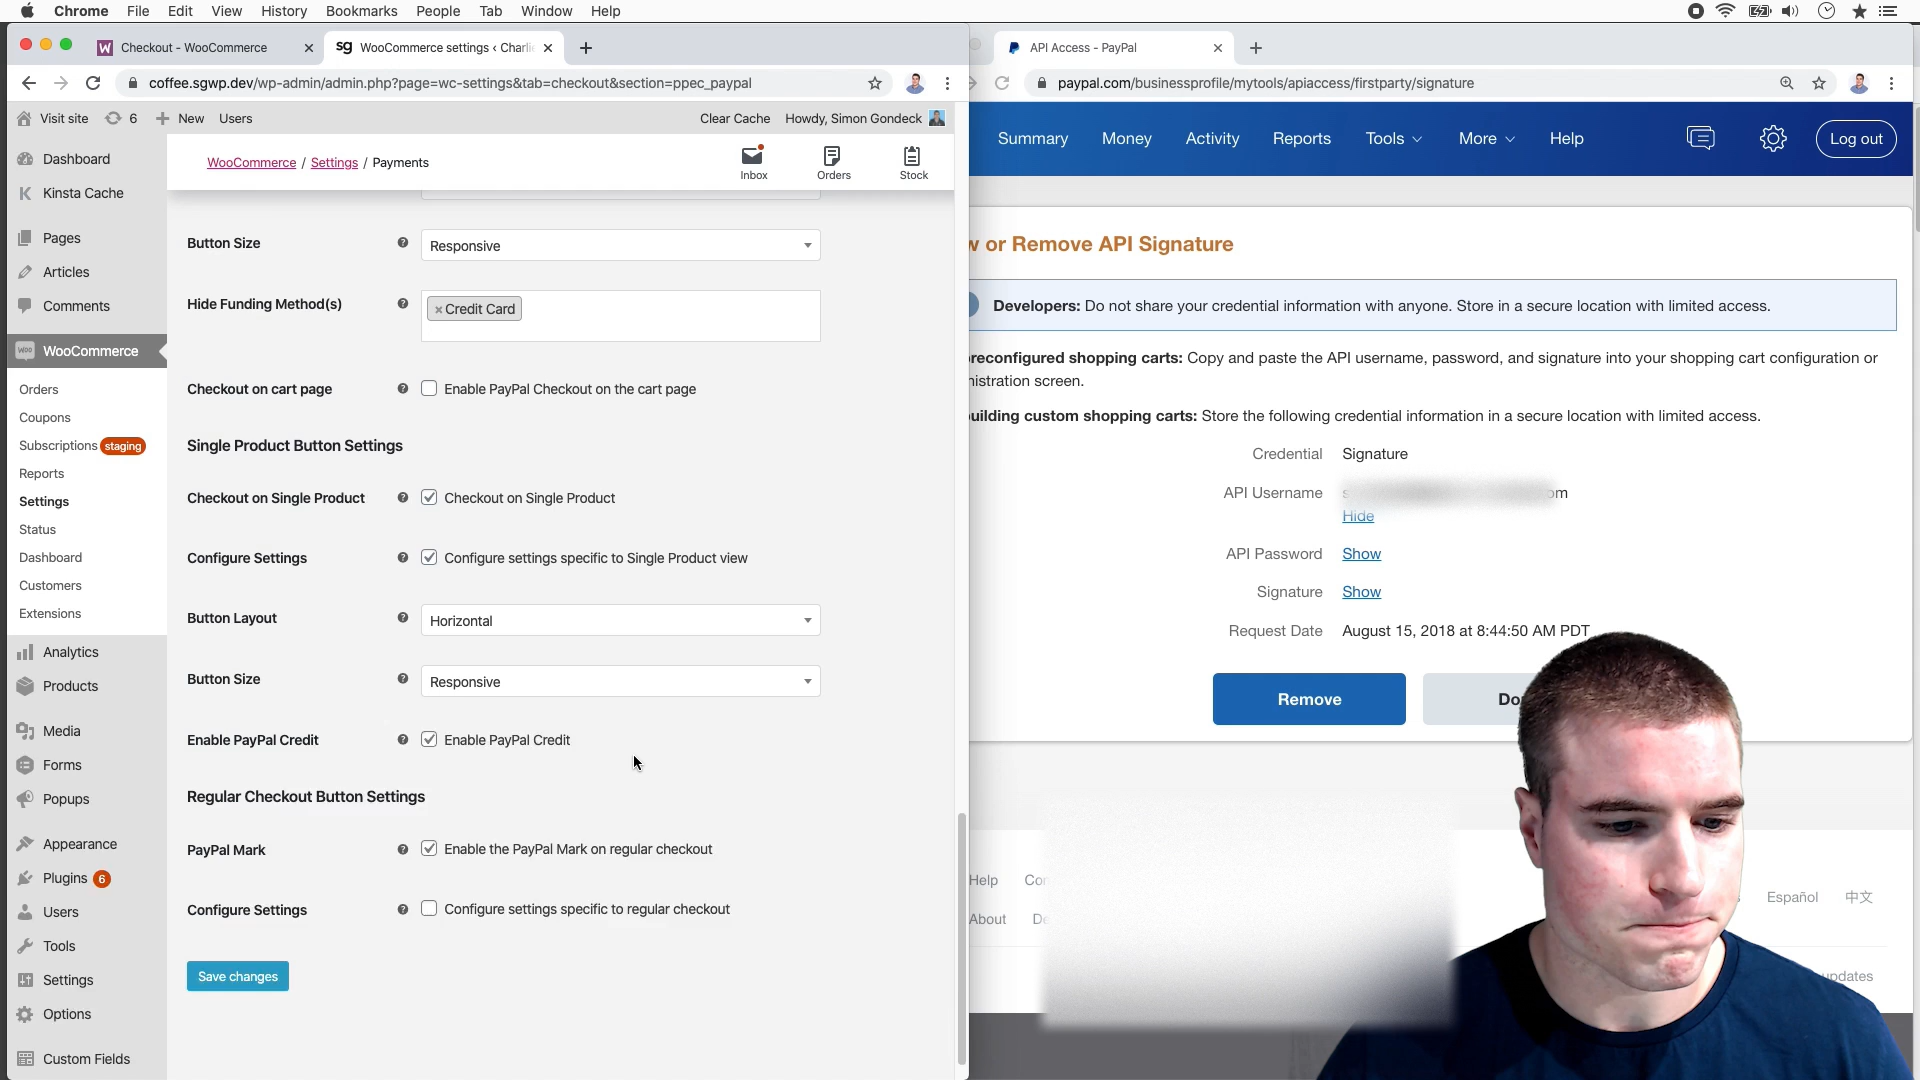 Chrome File Edit View History Bookmarks People Tab Window Help
Checkout - WooCommerce
sg WooCommerce settings ‹ Charli
API Access - PayPal
coffee.sgwp.dev/wp-admin/admin.php?page=wc-settings&tab=checkout&section=ppec_paypal
paypal.com/businessprofile/mytools/apiaccess/firstparty/signature
Visit site 6 New Users Clear Cache Howdy, Simon Gondeck
Dashboard
Kinsta Cache
Pages
Articles
Comments
WooCommerce
Orders
Coupons
Subscriptions staging
Reports
Settings
Status
Dashboard
Customers
Extensions
Analytics
Products
Media
Forms
Popups
Appearance
Plugins 6
Users
Tools
Settings
Options
Custom Fields
WooCommerce / Settings / Payments
Inbox Orders Stock
Button Size Responsive
Hide Funding Method(s) × Credit Card
Checkout on cart page Enable PayPal Checkout on the cart page
Single Product Button Settings
Checkout on Single Product Checkout on Single Product
Configure Settings Configure settings specific to Single Product view
Button Layout Horizontal
Button Size Responsive
Enable PayPal Credit Enable PayPal Credit
Regular Checkout Button Settings
PayPal Mark Enable the PayPal Mark on regular checkout
Configure Settings Configure settings specific to regular checkout
Save changes
Summary Money Activity Reports Tools More Help Log out
or Remove API Signature
Developers: Do not share your credential information with anyone. Store in a secure location with limited access.
reconfigured shopping carts: Copy and paste the API username, password, and signature into your shopping cart configuration or
nistration screen.
uilding custom shopping carts: Store the following credential information in a secure location with limited access.
Credential Signature
API Username s om
Hide
API Password Show
Signature Show
Request Date August 15, 2018 at 8:44:50 AM PDT
Remove
Help
Español 中文
About
updates